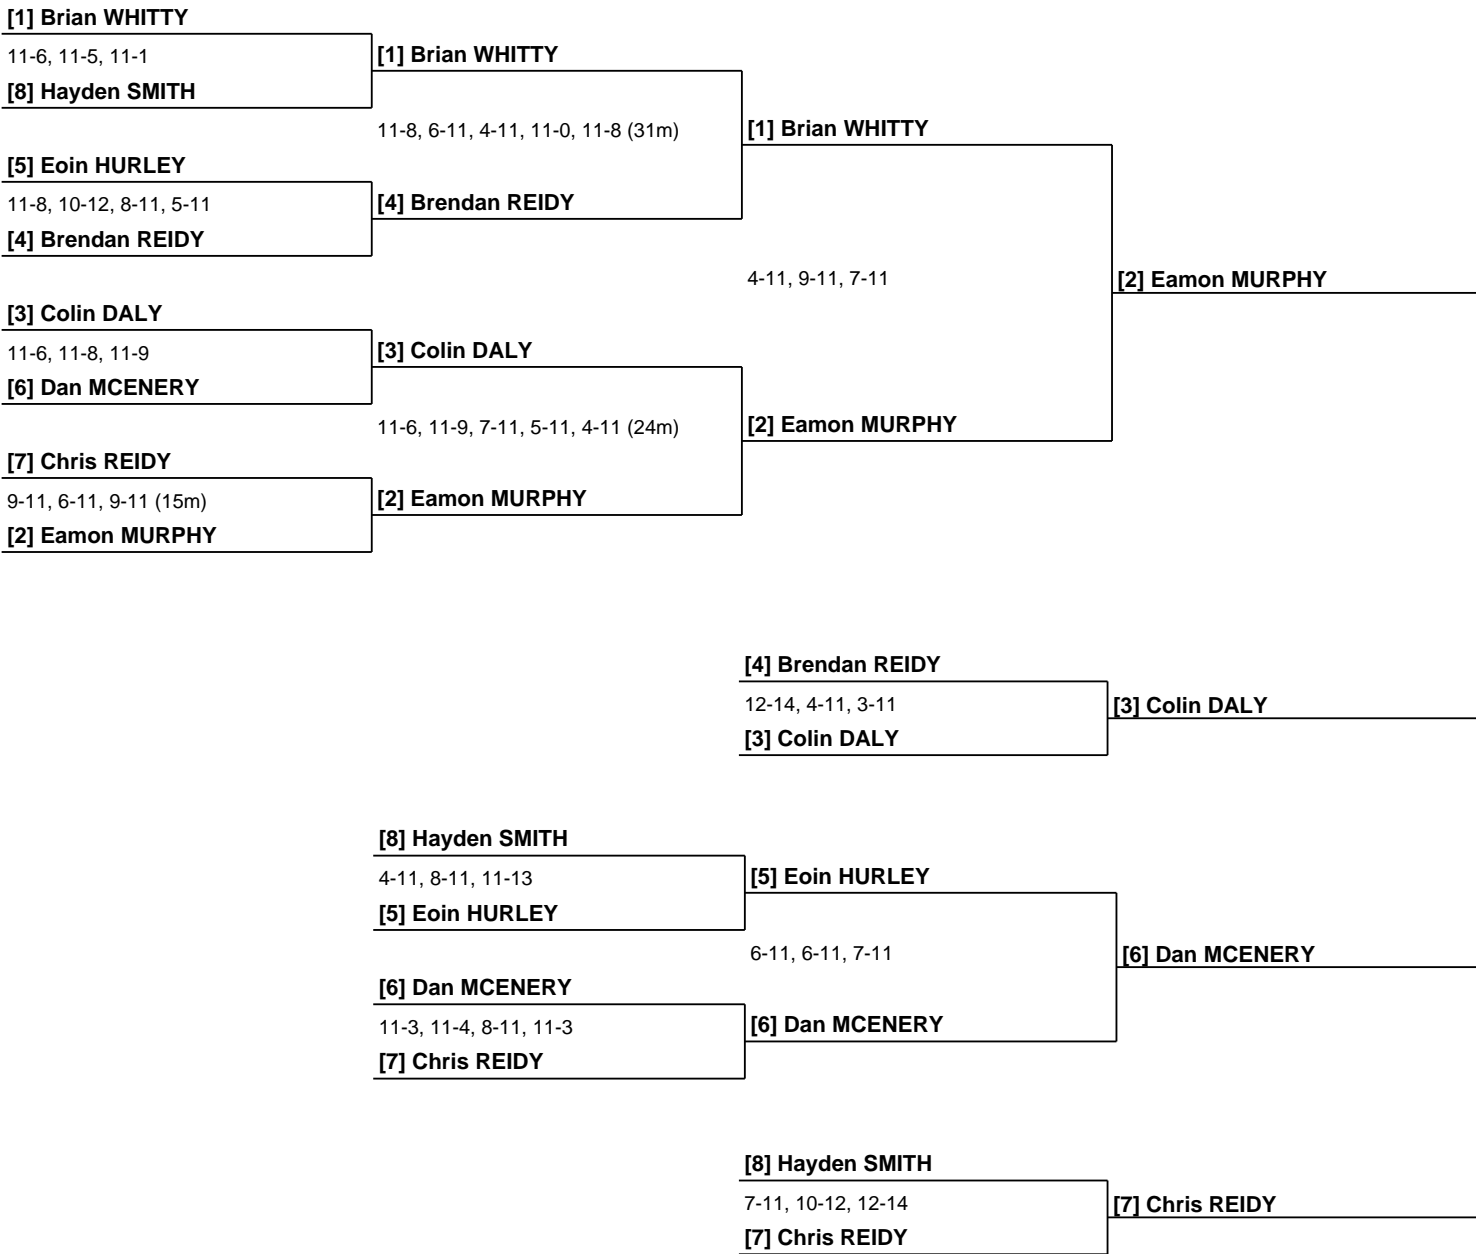 [1] Brian WHITTY
11-6, 11-5, 11-1
[8] Hayden SMITH
[1] Brian WHITTY
11-8, 6-11, 4-11, 11-0, 11-8 (31m)
[1] Brian WHITTY
[5] Eoin HURLEY
11-8, 10-12, 8-11, 5-11
[4] Brendan REIDY
[4] Brendan REIDY
4-11, 9-11, 7-11
[2] Eamon MURPHY
[3] Colin DALY
11-6, 11-8, 11-9
[6] Dan MCENERY
[3] Colin DALY
11-6, 11-9, 7-11, 5-11, 4-11 (24m)
[2] Eamon MURPHY
[7] Chris REIDY
9-11, 6-11, 9-11 (15m)
[2] Eamon MURPHY
[2] Eamon MURPHY
[4] Brendan REIDY
12-14, 4-11, 3-11
[3] Colin DALY
[3] Colin DALY
[8] Hayden SMITH
4-11, 8-11, 11-13
[5] Eoin HURLEY
[5] Eoin HURLEY
6-11, 6-11, 7-11
[6] Dan MCENERY
[6] Dan MCENERY
11-3, 11-4, 8-11, 11-3
[7] Chris REIDY
[6] Dan MCENERY
[8] Hayden SMITH
7-11, 10-12, 12-14
[7] Chris REIDY
[7] Chris REIDY